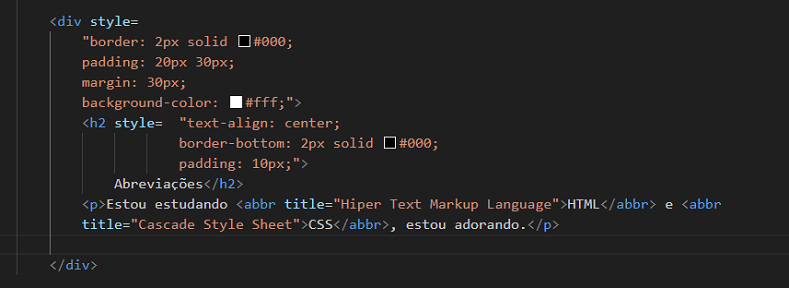 <div style=
"border: 2px solid #000;
padding: 20px 30px;
margin: 30px;
background-color: #fff;">
<h2 style=  "text-align: center;
border-bottom: 2px solid #000;
padding: 10px;">
Abreviações</h2>
<p>Estou estudando <abbr title="Hiper Text Markup Language">HTML</abbr> e <abbr
title="Cascade Style Sheet">CSS</abbr>, estou adorando.</p>
</div>